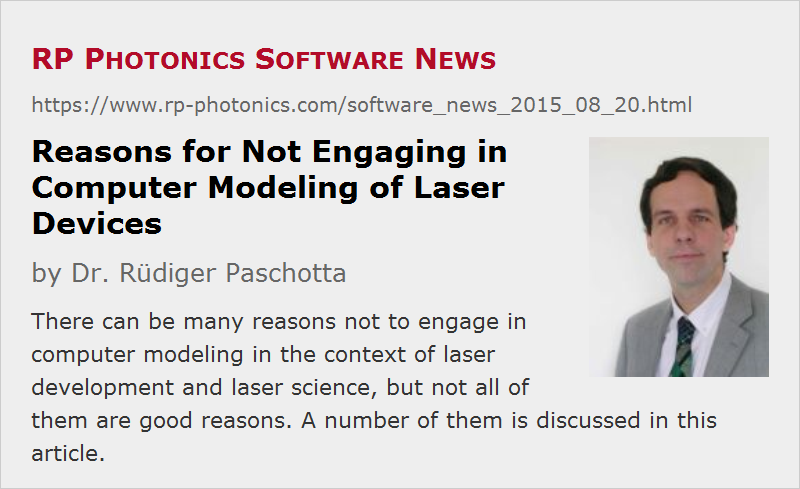 RP Photonics Software News
https://www.rp-photonics.com/software_news_2015_08_20.html
Reasons for Not Engaging in
Computer Modeling of Laser
Devices
by Dr. Rüdiger Paschotta
There can be many reasons not to engage in
computer modeling in the context of laser
development and laser science, but not all of
them are good reasons. A number of them is discussed in this
article.